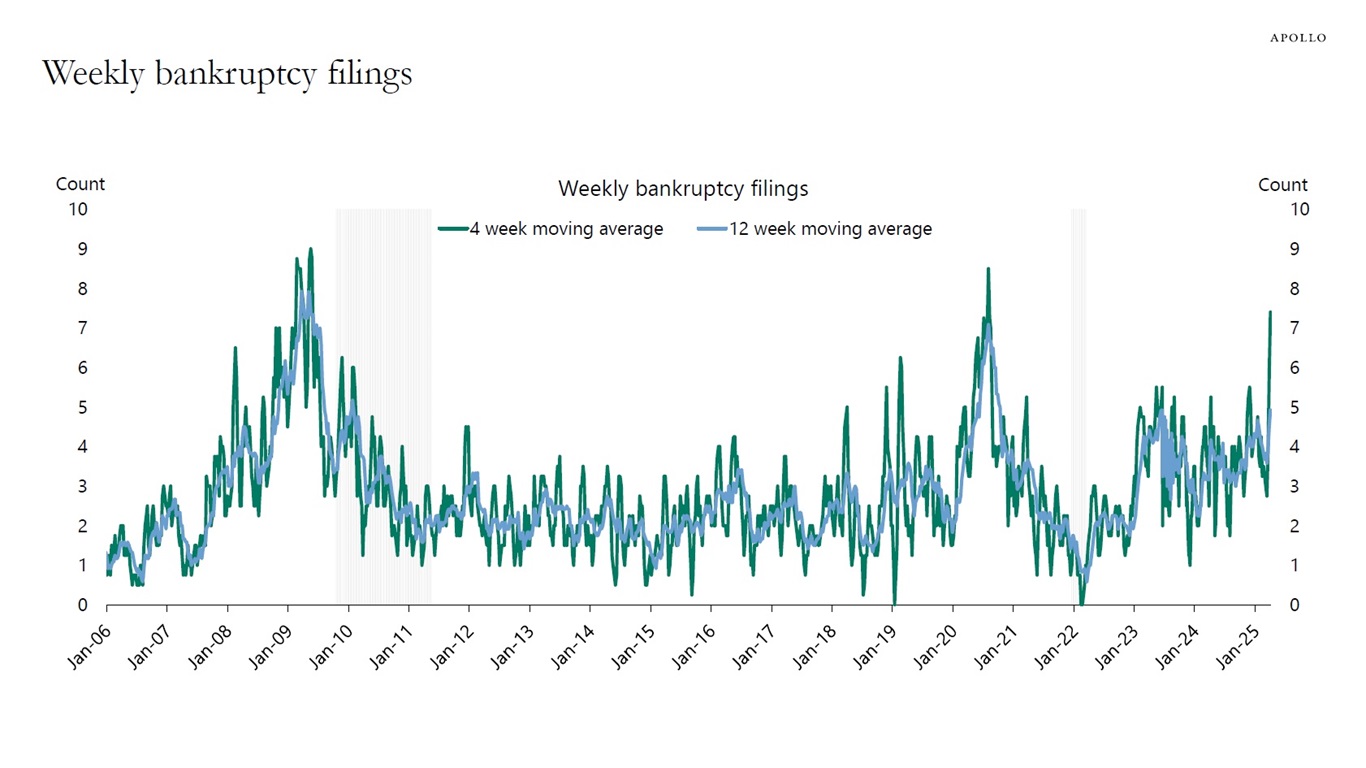 APOLLO
Weekly bankruptcy filings
Count
Weekly bankruptcy filings
Count
4 week moving average
12 week moving average
10
9
8
7
6
5
4
3
2
1
0
10
9
8
7
6
5
4
3
2
1
0
Jan-06
Jan-07
Jan-08
Jan-09
Jan-10
Jan-11
Jan-12
Jan-13
Jan-14
Jan-15
Jan-16
Jan-17
Jan-18
Jan-19
Jan-20
Jan-21
Jan-22
Jan-23
Jan-24
Jan-25